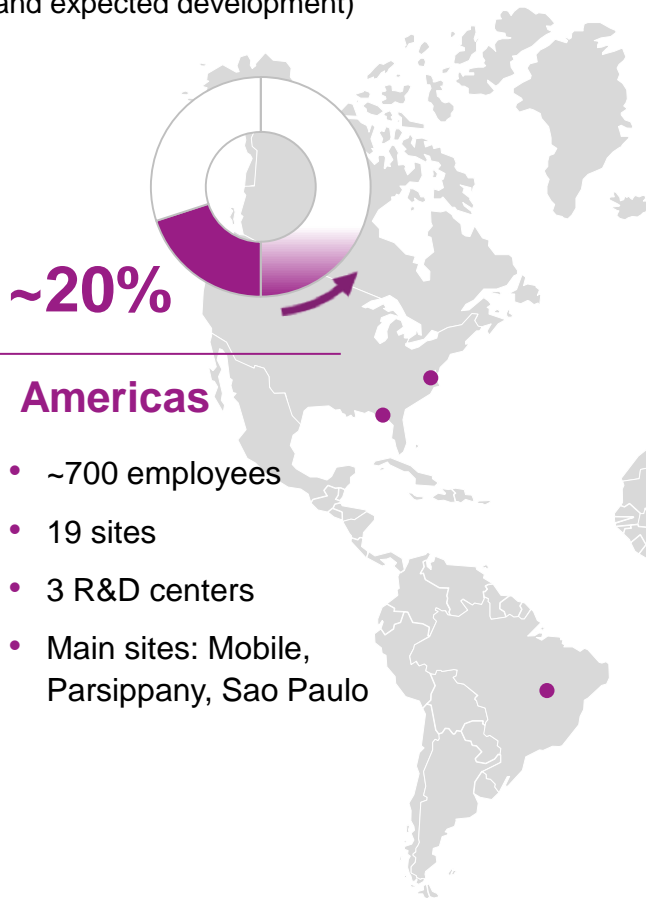 and expected development)
~20%
Americas
• ~700 employees
• 19 sites
• 3 R&D centers
• Main sites: Mobile,
Parsippany, Sao Paulo